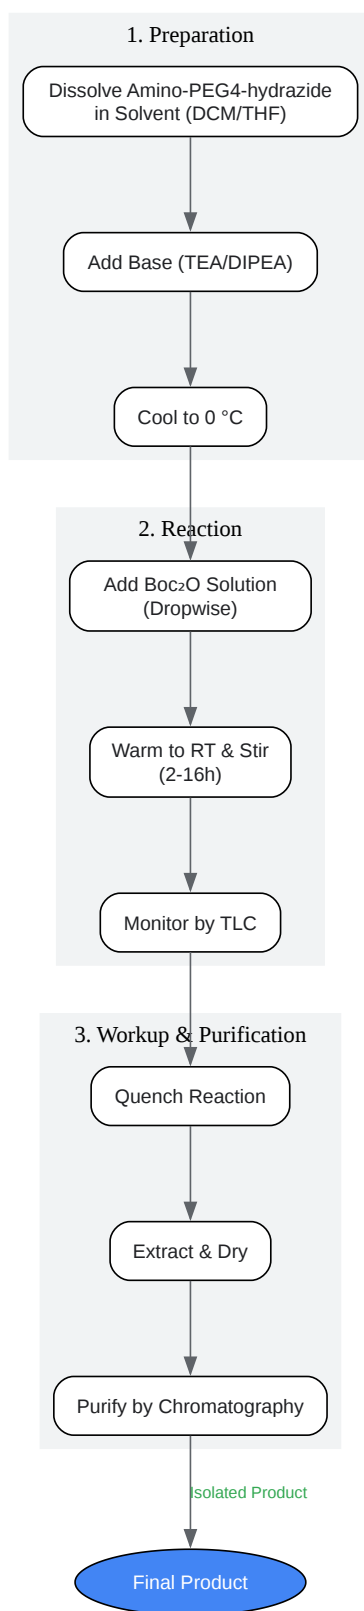 1. Preparation
Dissolve Amino-PEG4-hydrazide
in Solvent (DCM/THF)
Add Base (TEA/DIPEA)
Cool to 0 °C
2. Reaction
Add Boc₂O Solution
(Dropwise)
Warm to RT & Stir
(2-16h)
Monitor by TLC
3. Workup & Purification
Quench Reaction
Extract & Dry
Purify by Chromatography
Isolated Product
Final Product